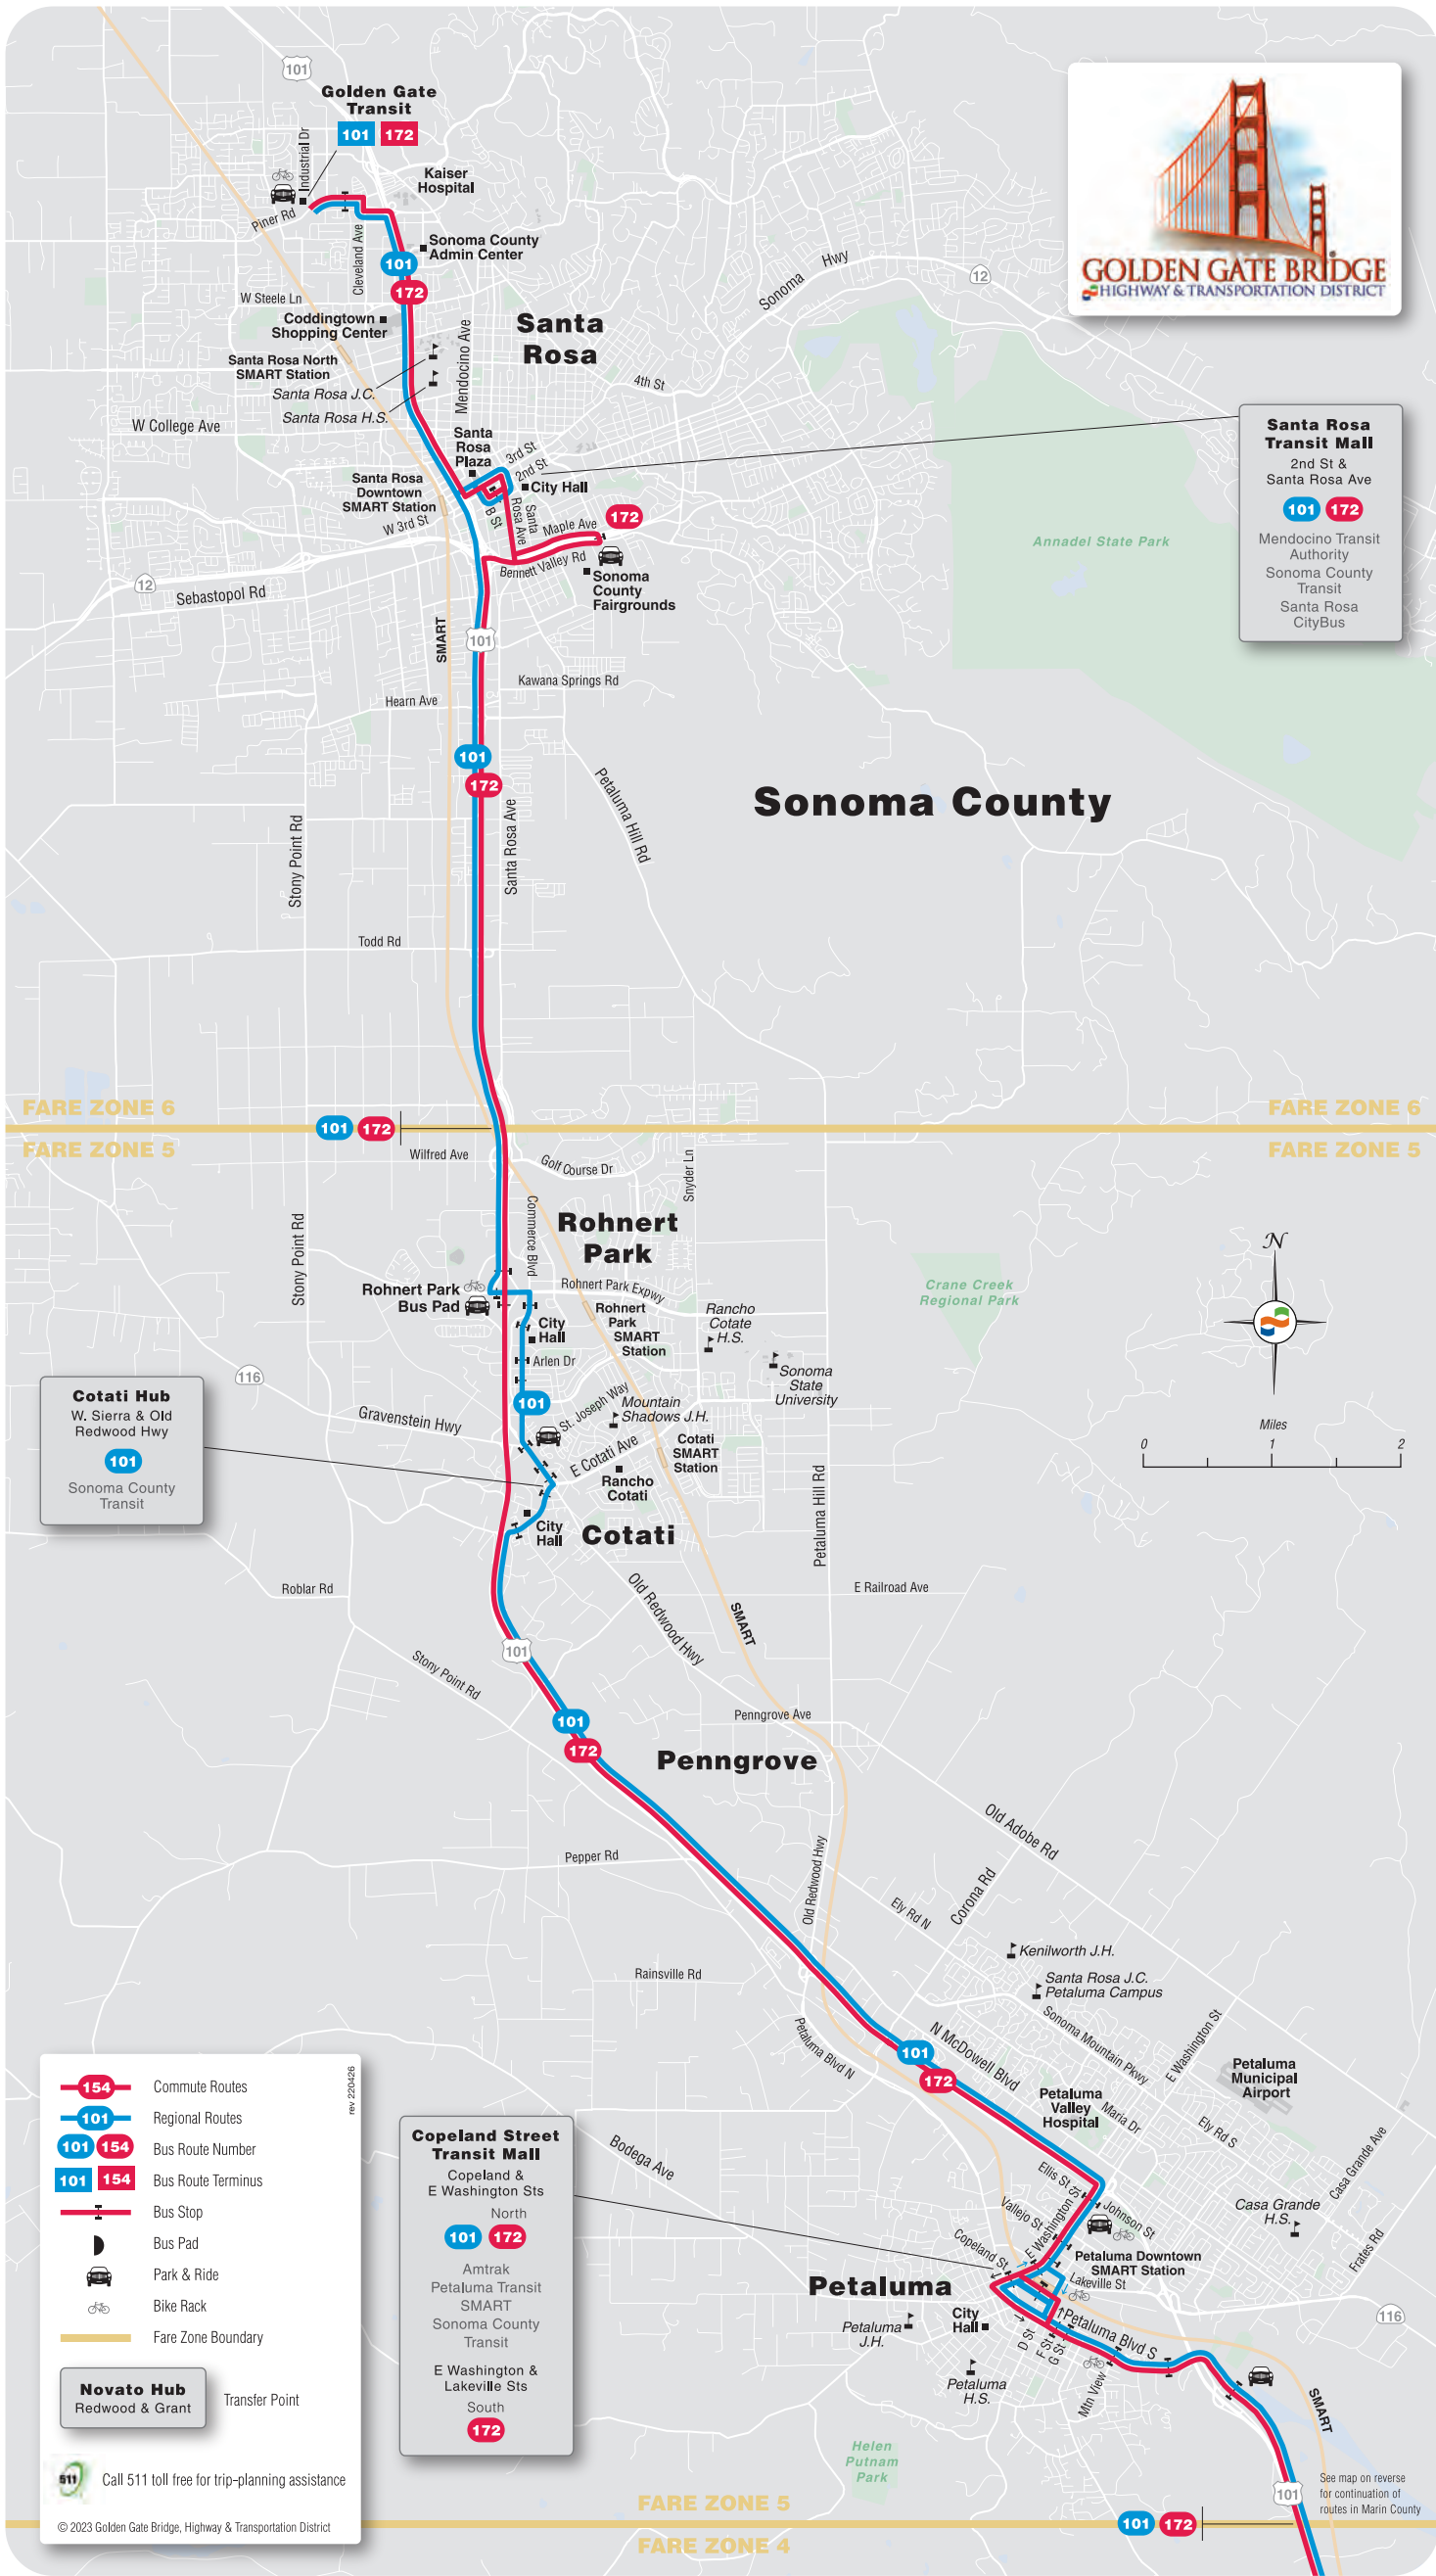 101
Golden Gate
Transit
101 172
Industrial Dr
Kaiser
Hospital
Piner Rd
Cleveland Ave
Sonoma County
Admin Center
101
172
W Steele Ln
Coddingtown
Shopping Center
Santa Rosa North
SMART Station
Santa Rosa J.C.
Santa Rosa H.S.
Mendocino Ave
Santa
Rosa
4th St
Sonoma Hwy
12
GOLDEN GATE BRIDGE
HIGHWAY & TRANSPORTATION DISTRICT
W College Ave
Santa
Rosa
Plaza
3rd St
2nd St
City Hall
Santa Rosa
Downtown
SMART Station
W 3rd St
B St
Santa
Rosa Ave
Maple Ave
172
Bennett Valley Rd
Sonoma
County
Fairgrounds
Santa Rosa
Transit Mall
2nd St &
Santa Rosa Ave
101 172
Mendocino Transit
Authority
Sonoma County
Transit
Santa Rosa
CityBus
Annadel State Park
12
Sebastopol Rd
SMART
101
Kawana Springs Rd
Hearn Ave
101
172
Petaluma Hill Rd
Sonoma County
Stony Point Rd
Santa Rosa Ave
Todd Rd
FARE ZONE 6
FARE ZONE 6
101 172
FARE ZONE 5
FARE ZONE 5
Wilfred Ave
Golf Course Dr
Snyder Ln
Stony Point Rd
Commerce Blvd
Rohnert
Park
Rohnert Park
Bus Pad
Rohnert Park Expwy
Rohnert
Park
SMART
Station
City
Hall
Arlen Dr
Rancho
Cotate
H.S.
Crane Creek
Regional Park
Sonoma
State
University
N
Miles
0 1 2
116
Gravenstein Hwy
101
St. Joseph Way
Mountain
Shadows J.H.
E Cotati Ave
Cotati
SMART
Station
Rancho
Cotati
Cotati Hub
W. Sierra & Old
Redwood Hwy
101
Sonoma County
Transit
City
Hall
Cotati
Petaluma Hill Rd
Roblar Rd
Old Redwood Hwy
SMART
E Railroad Ave
Stony Point Rd
101
101
172
Penngrove Ave
Penngrove
Old Adobe Rd
Pepper Rd
Old Redwood Hwy
Ely Rd N
Corona Rd
Kenilworth J.H.
Santa Rosa J.C.
Petaluma Campus
Rainsville Rd
Petaluma Blvd N
Sonoma Mountain Pkwy
E Washington St
101
172
N McDowell Blvd
Petaluma
Municipal
Airport
Petaluma
Valley
Hospital
Maria Dr
Ely Rd S
Casa Grande Ave
Bodega Ave
Ellis St
Vallejo St
E Washington St
Johnson St
Casa Grande
H.S.
Frates Rd
Copeland St
Petaluma Downtown
SMART Station
Lakeville St
Petaluma
116
City
Hall
Petaluma
J.H.
Petaluma Blvd S
D St
F St
G St
Petaluma
H.S.
Mtn View
SMART
Helen
Putnam
Park
101
See map on reverse
for continuation of
routes in Marin County
FARE ZONE 5
101 172
FARE ZONE 4
Copeland Street
Transit Mall
Copeland &
E Washington Sts
North
101 172
Amtrak
Petaluma Transit
SMART
Sonoma County
Transit
E Washington &
Lakeville Sts
South
172
rev 220426
154 Commute Routes
101 Regional Routes
101 154 Bus Route Number
101 154 Bus Route Terminus
Bus Stop
Bus Pad
Park & Ride
Bike Rack
Fare Zone Boundary
Novato Hub
Redwood & Grant
Transfer Point
511 Call 511 toll free for trip-planning assistance
© 2023 Golden Gate Bridge, Highway & Transportation District